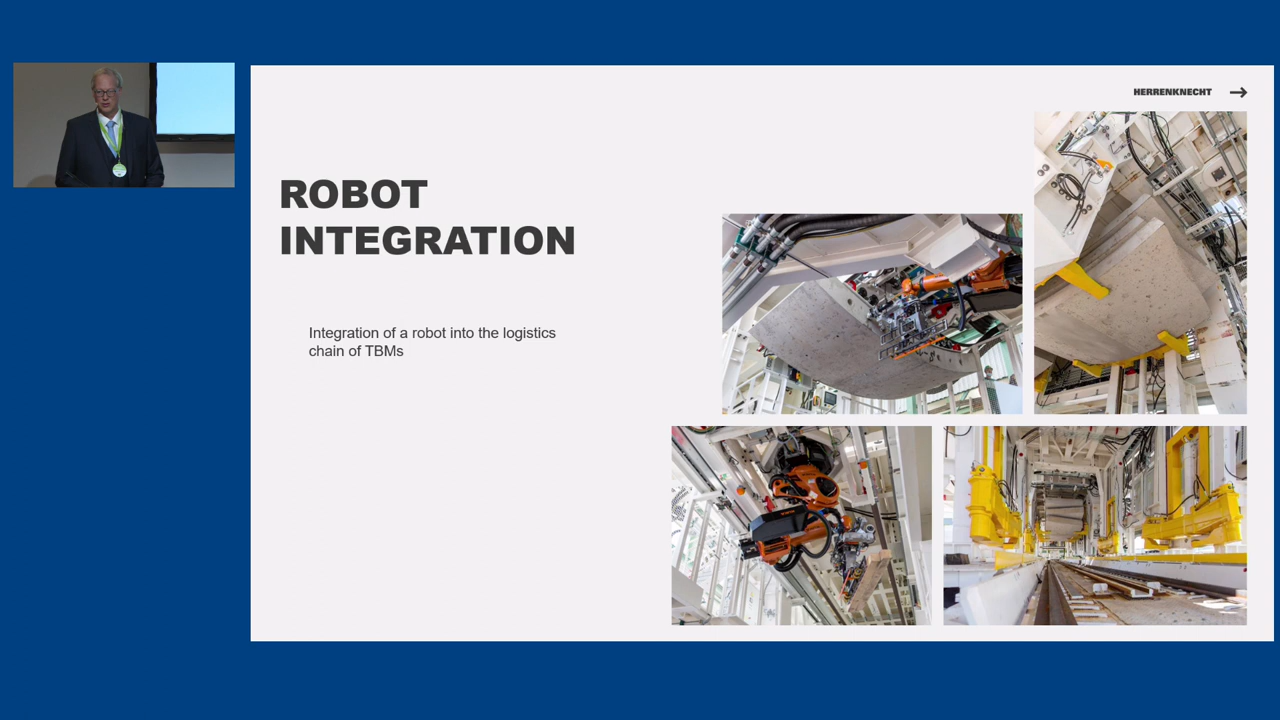 HERRENKNECHT
ROBOT
INTEGRATION
Integration of a robot into the logistics
chain of TBMs